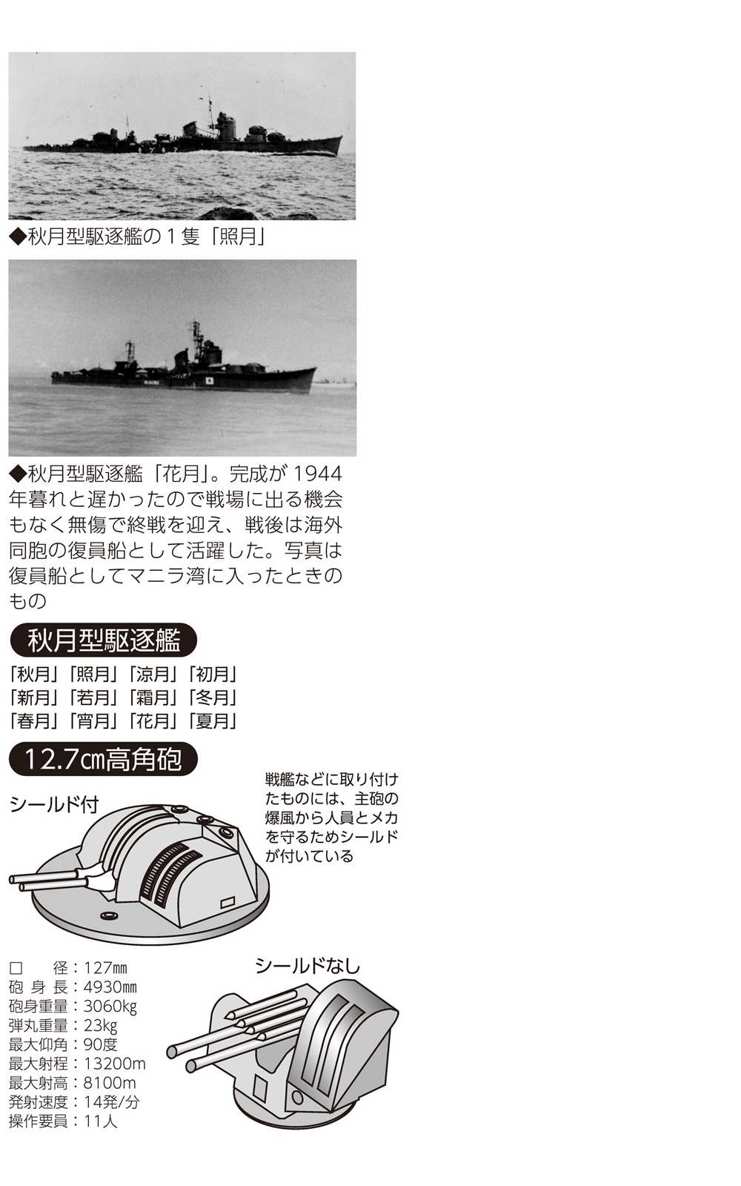 ◆秋月型駆逐艦の1隻「照月」
◆秋月型駆逐艦「花月」。完成が1944
年暮れと遅かったので戦場に出る機会
もなく無傷で終戦を迎え、戦後は海外
同胞の復員船として活躍した。写真は
復員船としてマニラ湾に入ったときの
もの
秋月型駆逐艦
「秋月」「照月」「涼月」「初月」
「新月」「若月」「霜月」「冬月」
「春月」「宵月」「花月」「夏月」
12.7㎝高角砲
シールド付
戦艦などに取り付け
たものには、主砲の
爆風から人員とメカ
を守るためシールド
が付いている
シールドなし
口　径：127㎜
砲身長：4930㎜
砲身重量：3060㎏
弾丸重量：23㎏
最大仰角：90度
最大射程：13200m
最大射高：8100m
発射速度：14発/分
操作要員：11人